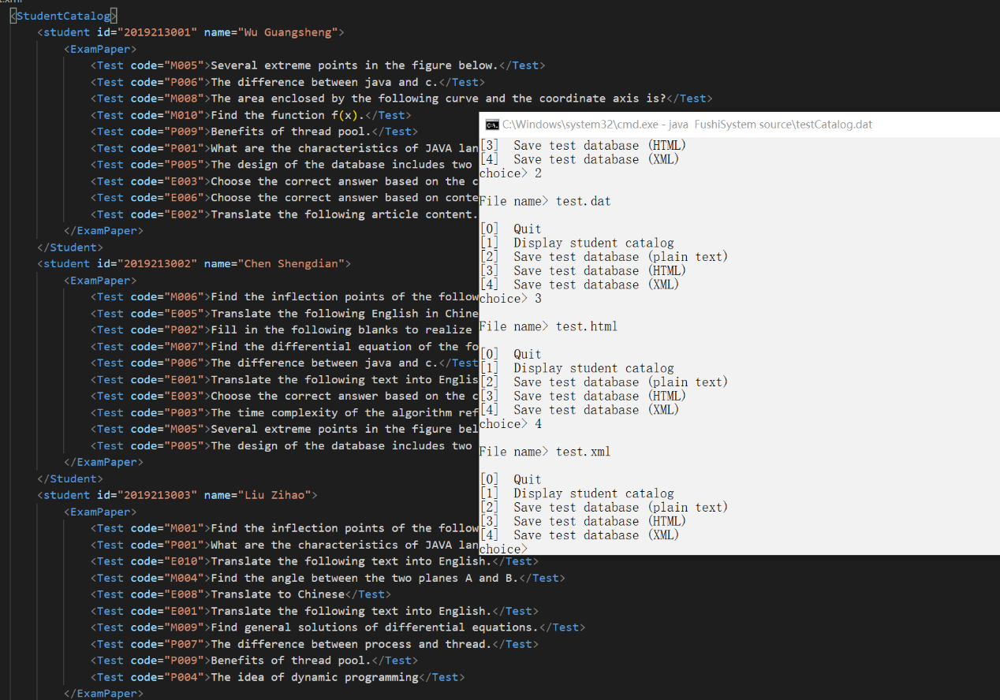 <StudentCatalog>
<student id="2019213001" name="Wu Guangsheng">
<ExamPaper>
<Test code="M005">Several extreme points in the figure below.</Test>
<Test code="P006">The difference between java and c.</Test>
<Test code="M008">The area enclosed by the following curve and the coordinate axis is?</Test>
<Test code="M010">Find the function f(x).</Test>
<Test code="P009">Benefits of thread pool.</Test>
<Test code="P001">What are the characteristics of JAVA lan
<Test code="P005">The design of the database includes two
<Test code="E003">Choose the correct answer based on the c
<Test code="E006">Choose the correct answer based on conte
<Test code="E002">Translate the following article content.
</ExamPaper>
</Student>
<student id="2019213002" name="Chen Shengdian">
<ExamPaper>
<Test code="M006">Find the inflection points of the follow
<Test code="E005">Translate the following English in Chine
<Test code="P002">Fill in the following blanks to realize
<Test code="M007">Find the differential equation of the fo
<Test code="P006">The difference between java and c.</Test
<Test code="E001">Translate the following text into Englis
<Test code="E003">Choose the correct answer based on the c
<Test code="P003">The time complexity of the algorithm ref
<Test code="M005">Several extreme points in the figure bel
<Test code="P005">The design of the database includes two
</ExamPaper>
</Student>
<student id="2019213003" name="Liu Zihao">
<ExamPaper>
<Test code="M001">Find the inflection points of the follow
<Test code="P001">What are the characteristics of JAVA lan
<Test code="E010">Translate the following text into English.</Test>
<Test code="M004">Find the angle between the two planes A and B.</Test>
<Test code="E008">Translate to Chinese</Test>
<Test code="E001">Translate the following text into English.</Test>
<Test code="M009">Find general solutions of differential equations.</Test>
<Test code="P007">The difference between process and thread.</Test>
<Test code="P009">Benefits of thread pool.</Test>
<Test code="P004">The idea of dynamic programming</Test>
</ExamPaper>
C:\Windows\system32\cmd.exe - java FushiSystem source\testCatalog.dat
[3] Save test database (HTML)
[4] Save test database (XML)
choice> 2
File name> test.dat
[0] Quit
[1] Display student catalog
[2] Save test database (plain text)
[3] Save test database (HTML)
[4] Save test database (XML)
choice> 3
File name> test.html
[0] Quit
[1] Display student catalog
[2] Save test database (plain text)
[3] Save test database (HTML)
[4] Save test database (XML)
choice> 4
File name> test.xml
[0] Quit
[1] Display student catalog
[2] Save test database (plain text)
[3] Save test database (HTML)
[4] Save test database (XML)
choice>